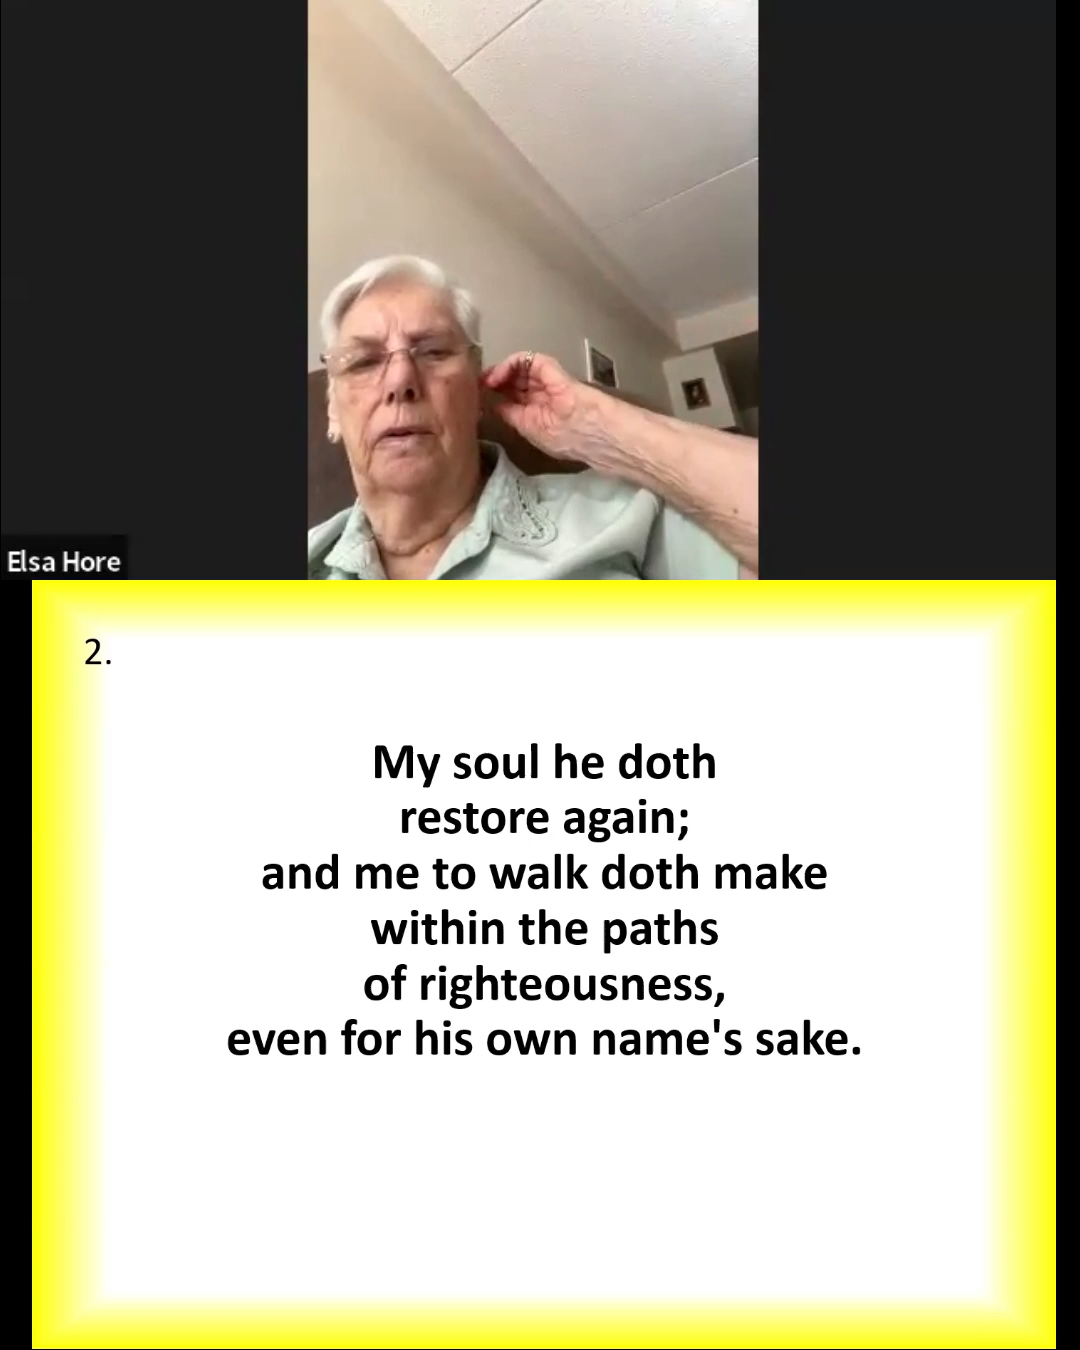 Elsa Hore
2.
My soul he doth
restore again;
and me to walk doth make
within the paths
of righteousness,
even for his own name's sake.